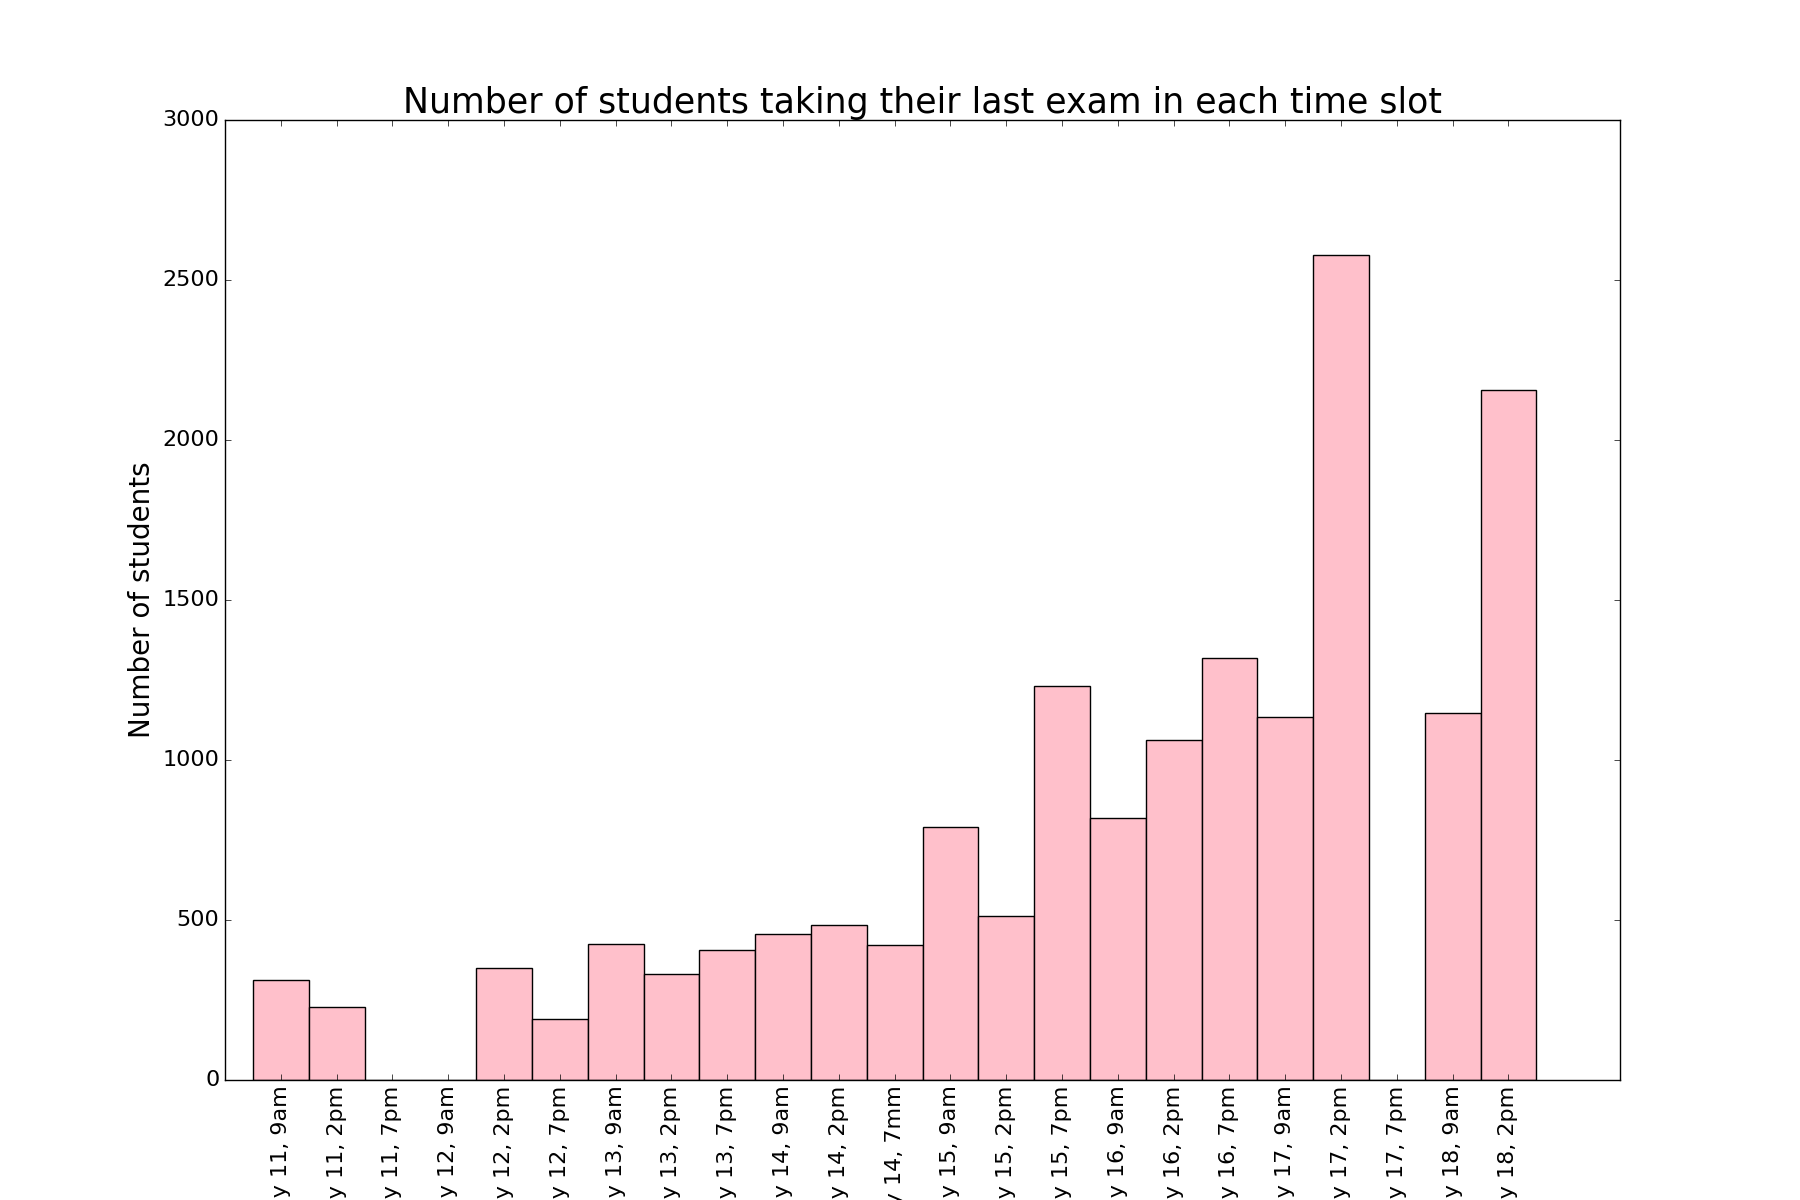 Number of students taking their last exam in each time slot
Number of students
3000
2500
2000
1500
1000
500
0
y 11, 9am
y 11, 2pm
y 11, 7pm
y 12, 9am
y 12, 2pm
y 12, 7pm
y 13, 9am
y 13, 2pm
y 13, 7pm
y 14, 9am
y 14, 2pm
y 14, 7mm
y 15, 9am
y 15, 2pm
y 15, 7pm
y 16, 9am
y 16, 2pm
y 16, 7pm
y 17, 9am
y 17, 2pm
y 17, 7pm
y 18, 9am
y 18, 2pm